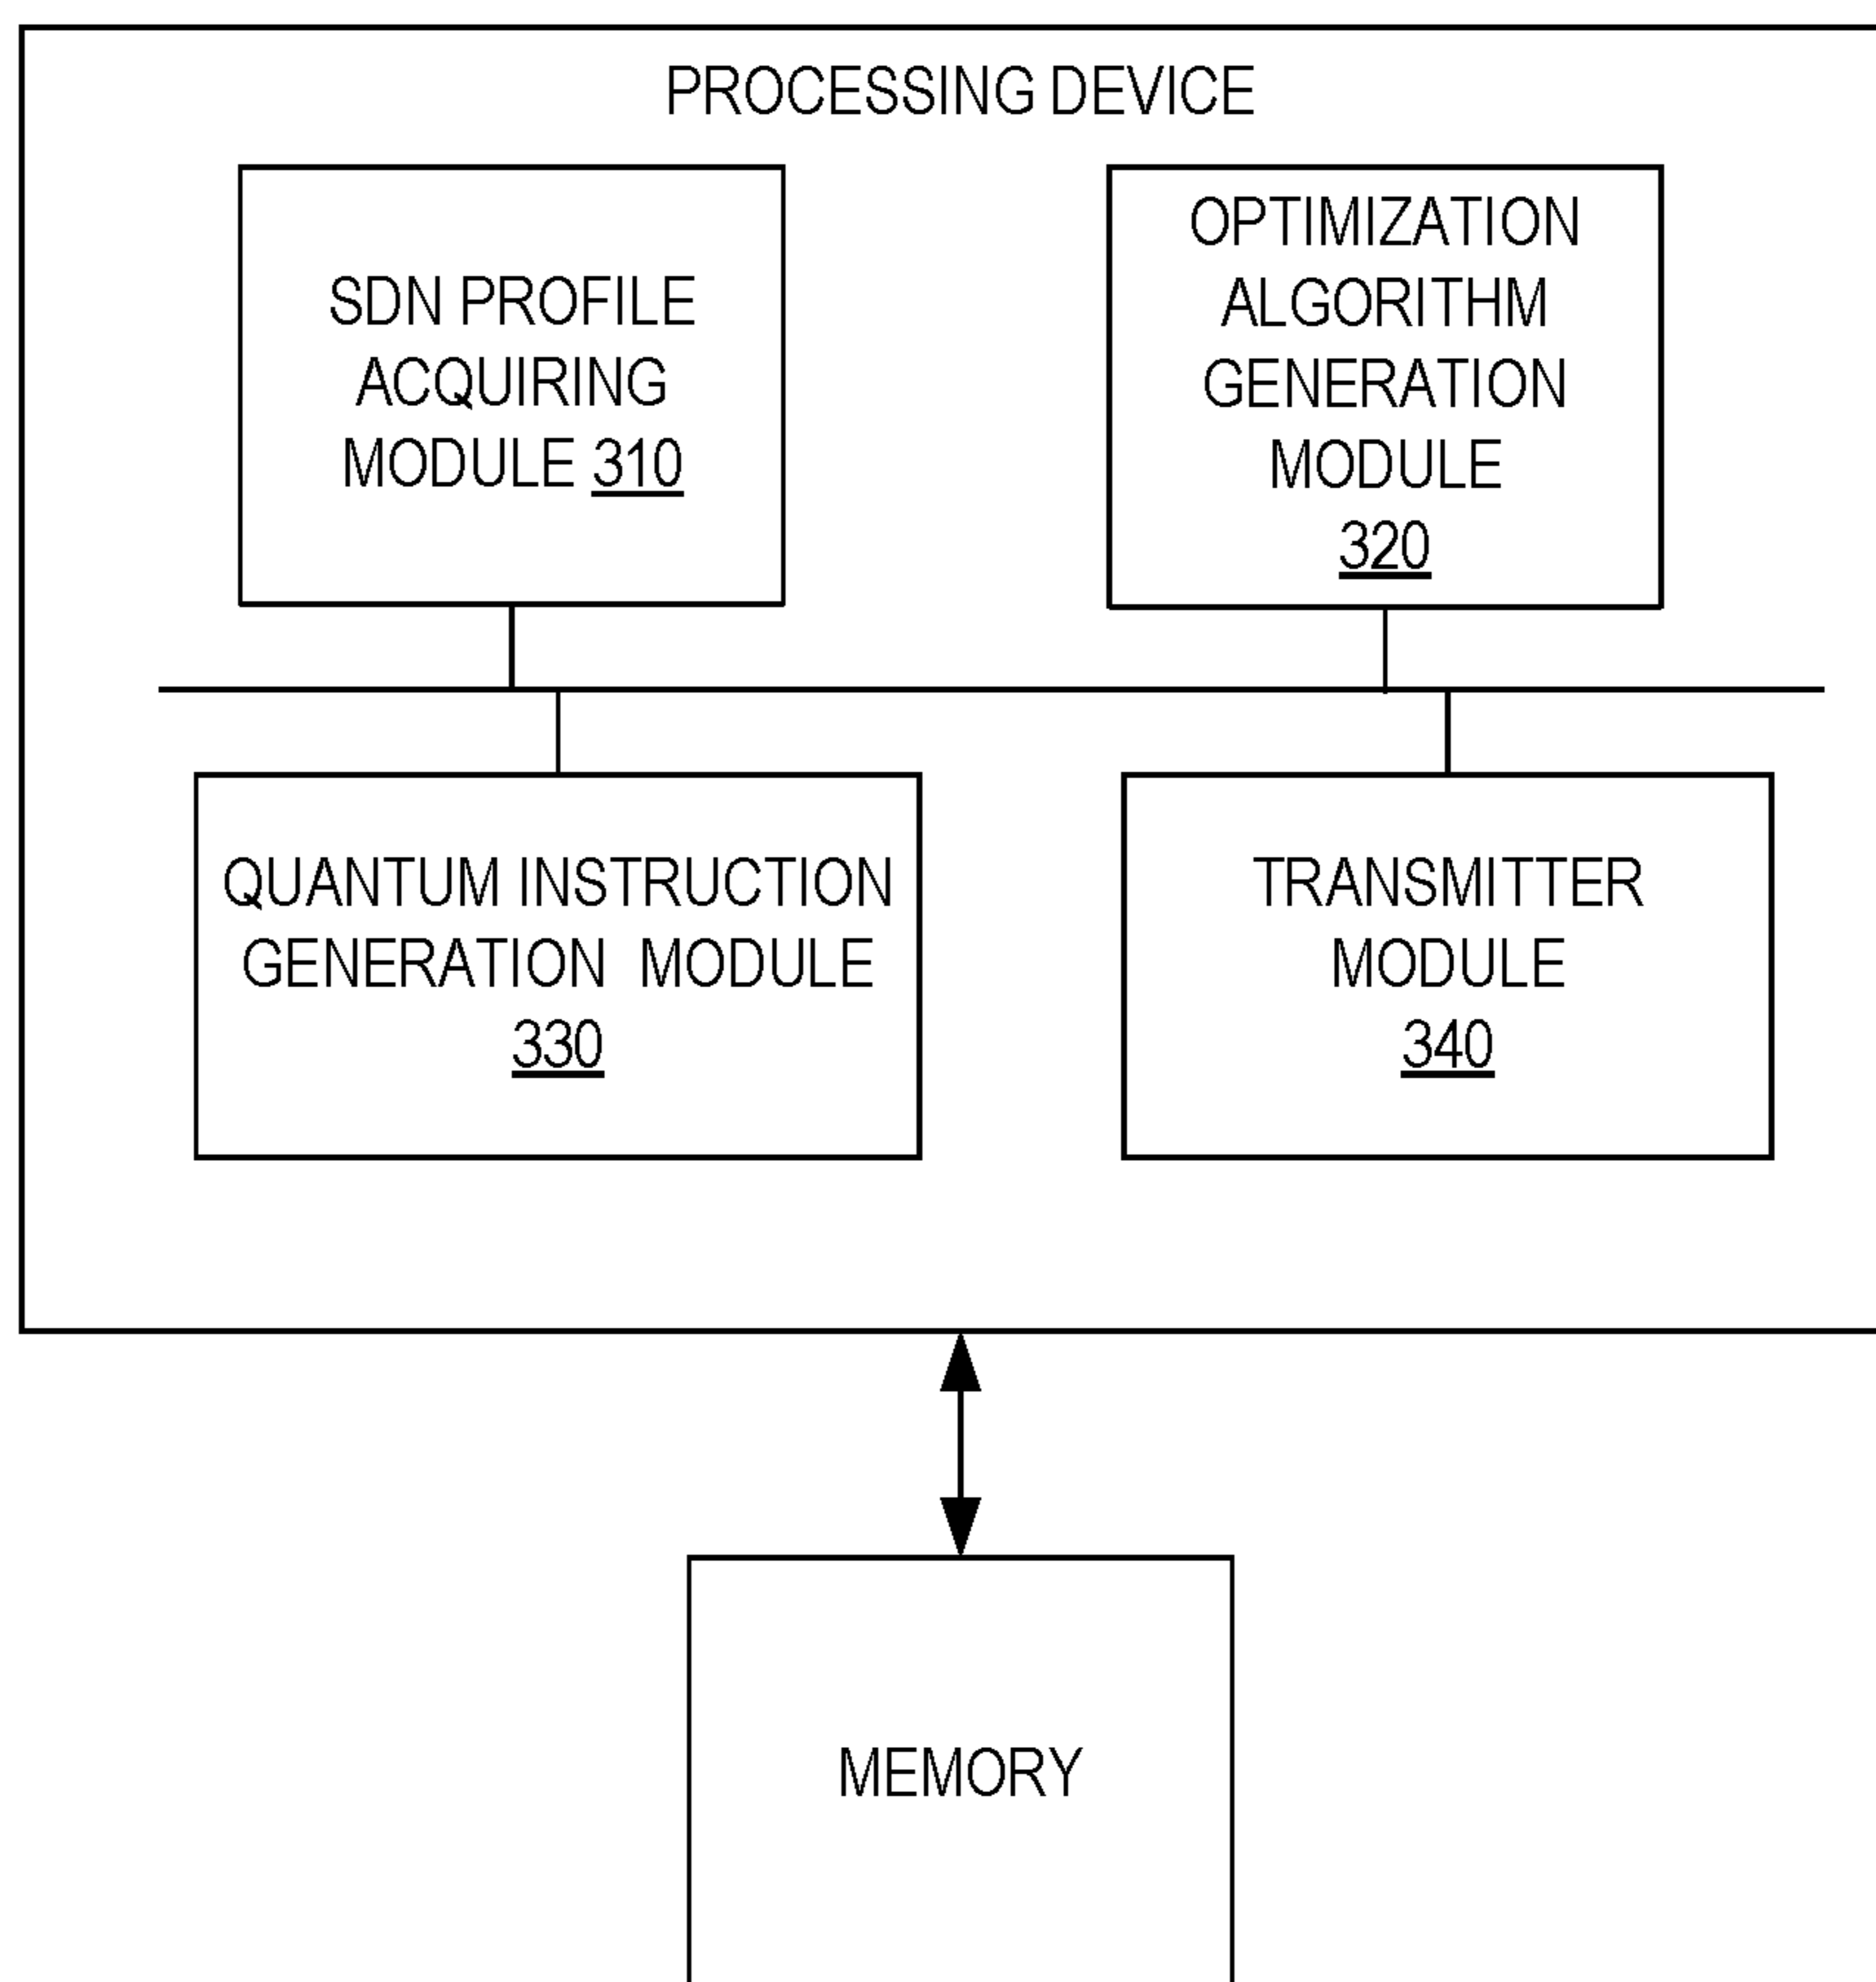 PROCESSING DEVICE
SDN PROFILE
ACQUIRING
MODULE 310
OPTIMIZATION
ALGORITHM
GENERATION
MODULE
320
QUANTUM INSTRUCTION
GENERATION MODULE
330
TRANSMITTER
MODULE
340
MEMORY